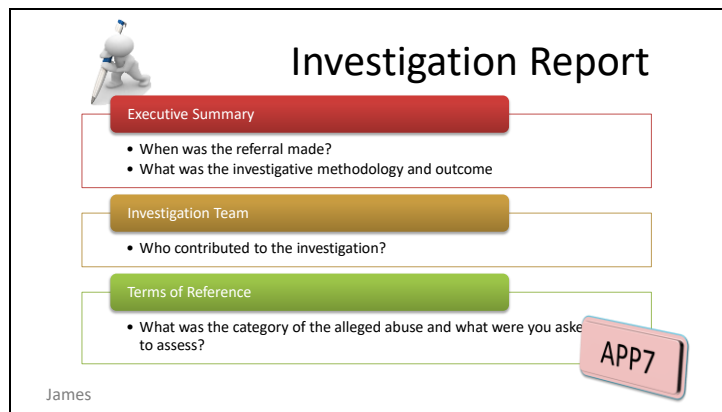 Investigation Report
Executive Summary
• When was the referral made?
• What was the investigative methodology and outcome
Investigation Team
• Who contributed to the investigation?
Terms of Reference
• What was the category of the alleged abuse and what were you aske
to assess?
APP7
James